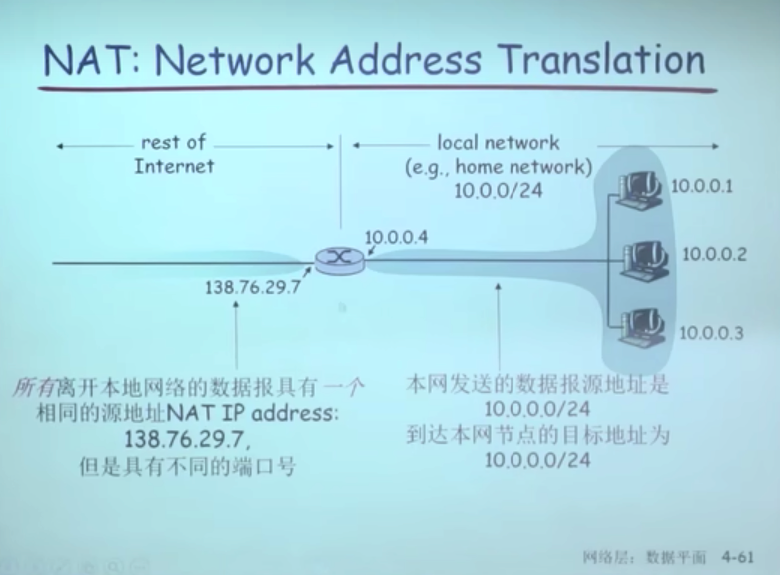 NAT: Network Address Translation
rest of
Internet
local network
(e.g., home network)
10.0.0/24
10.0.0.1
10.0.0.4
10.0.0.2
138.76.29.7
10.0.0.3
所有离开本地网络的数据报具有一个
相同的源地址NAT IP address:
138.76.29.7,
但是具有不同的端口号
本网发送的数据报源地址是
10.0.0.0/24
到达本网节点的目标地址为
10.0.0.0/24
网络层：数据平面 4-61